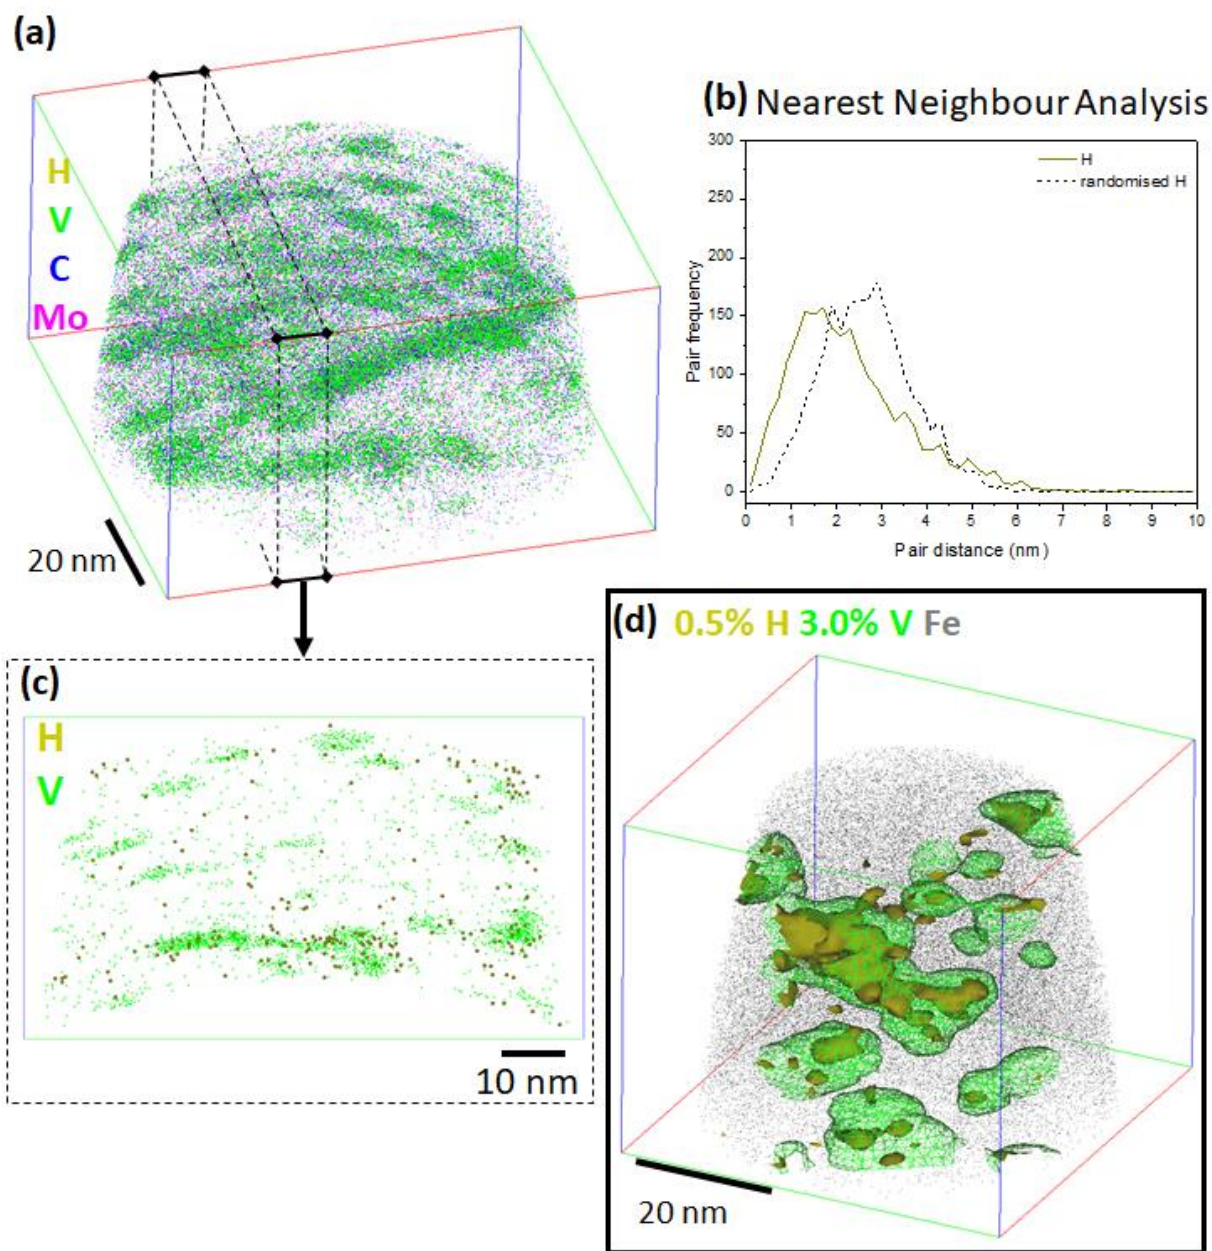 (a)
H
V
C
Mo
20 nm
(b) Nearest Neighbour Analysis
300
250
200
150
100
50
0
Pair frequency
H
randomised H
0 1 2 3 4 5 6 7 8 9 10
Pair distance (nm)
(c)
H
V
10 nm
(d) 0.5% H 3.0% V Fe
20 nm